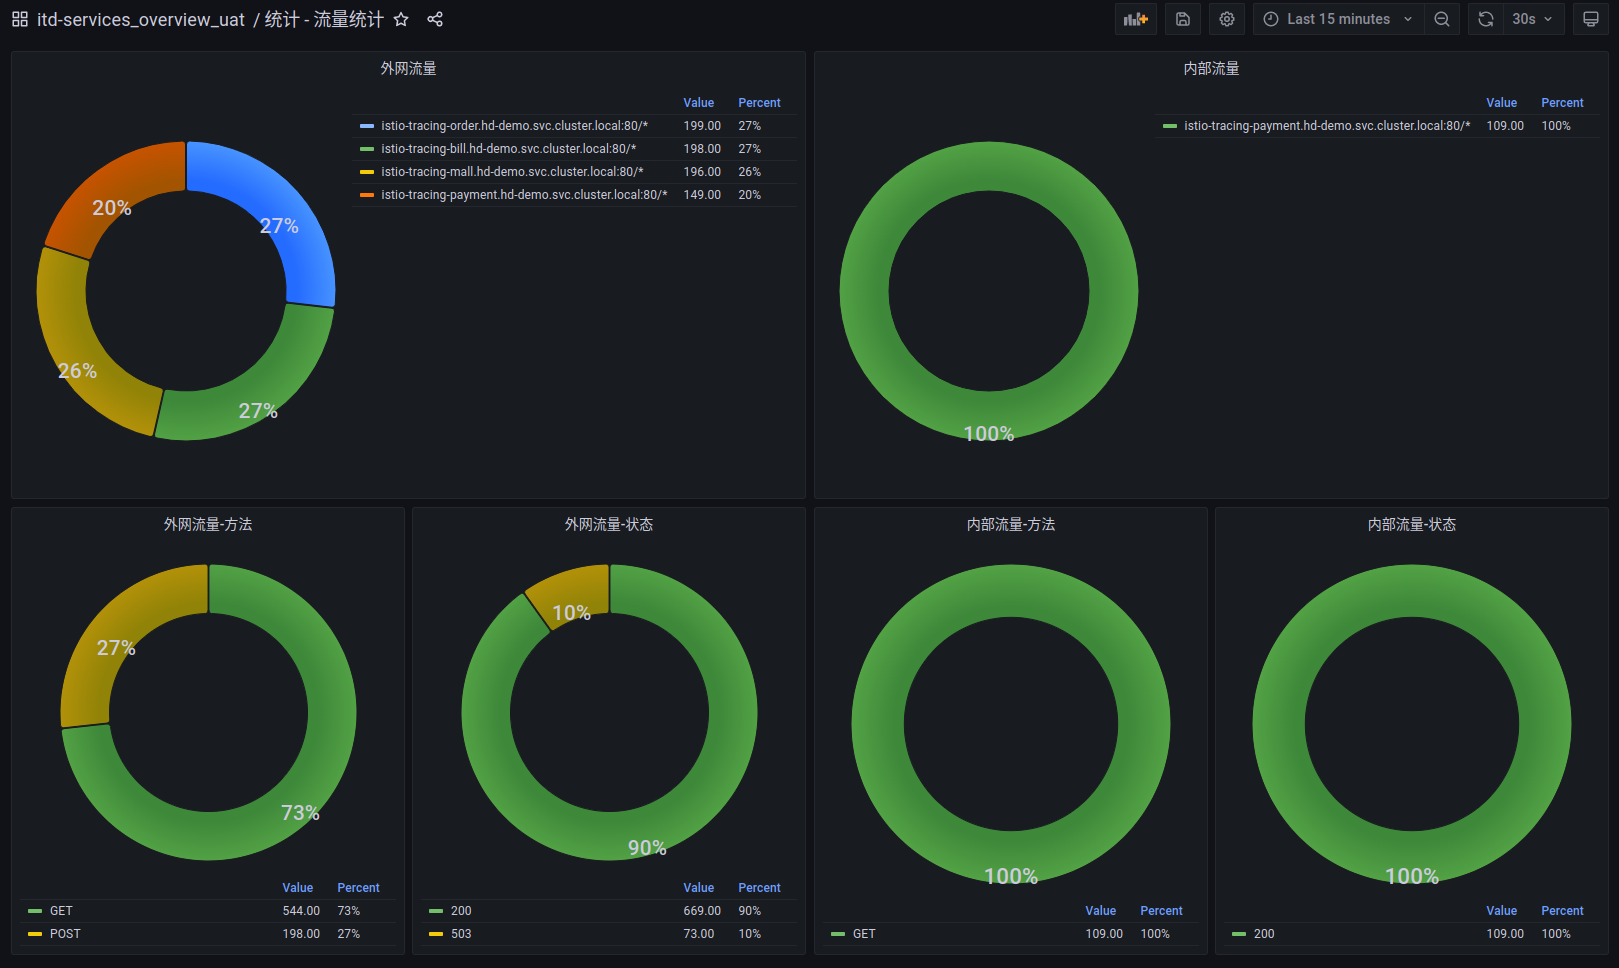 itd-services_overview_uat / 统计 - 流量统计
Last 15 minutes
30s
外网流量
Value Percent
istio-tracing-order.hd-demo.svc.cluster.local:80/* 199.00 27%
istio-tracing-bill.hd-demo.svc.cluster.local:80/* 198.00 27%
istio-tracing-mall.hd-demo.svc.cluster.local:80/* 196.00 26%
istio-tracing-payment.hd-demo.svc.cluster.local:80/* 149.00 20%
20%
27%
26%
27%
内部流量
Value Percent
istio-tracing-payment.hd-demo.svc.cluster.local:80/* 109.00 100%
100%
外网流量-方法
27%
73%
Value Percent
GET 544.00 73%
POST 198.00 27%
外网流量-状态
10%
90%
Value Percent
200 669.00 90%
503 73.00 10%
内部流量-方法
100%
Value Percent
GET 109.00 100%
内部流量-状态
100%
Value Percent
200 109.00 100%